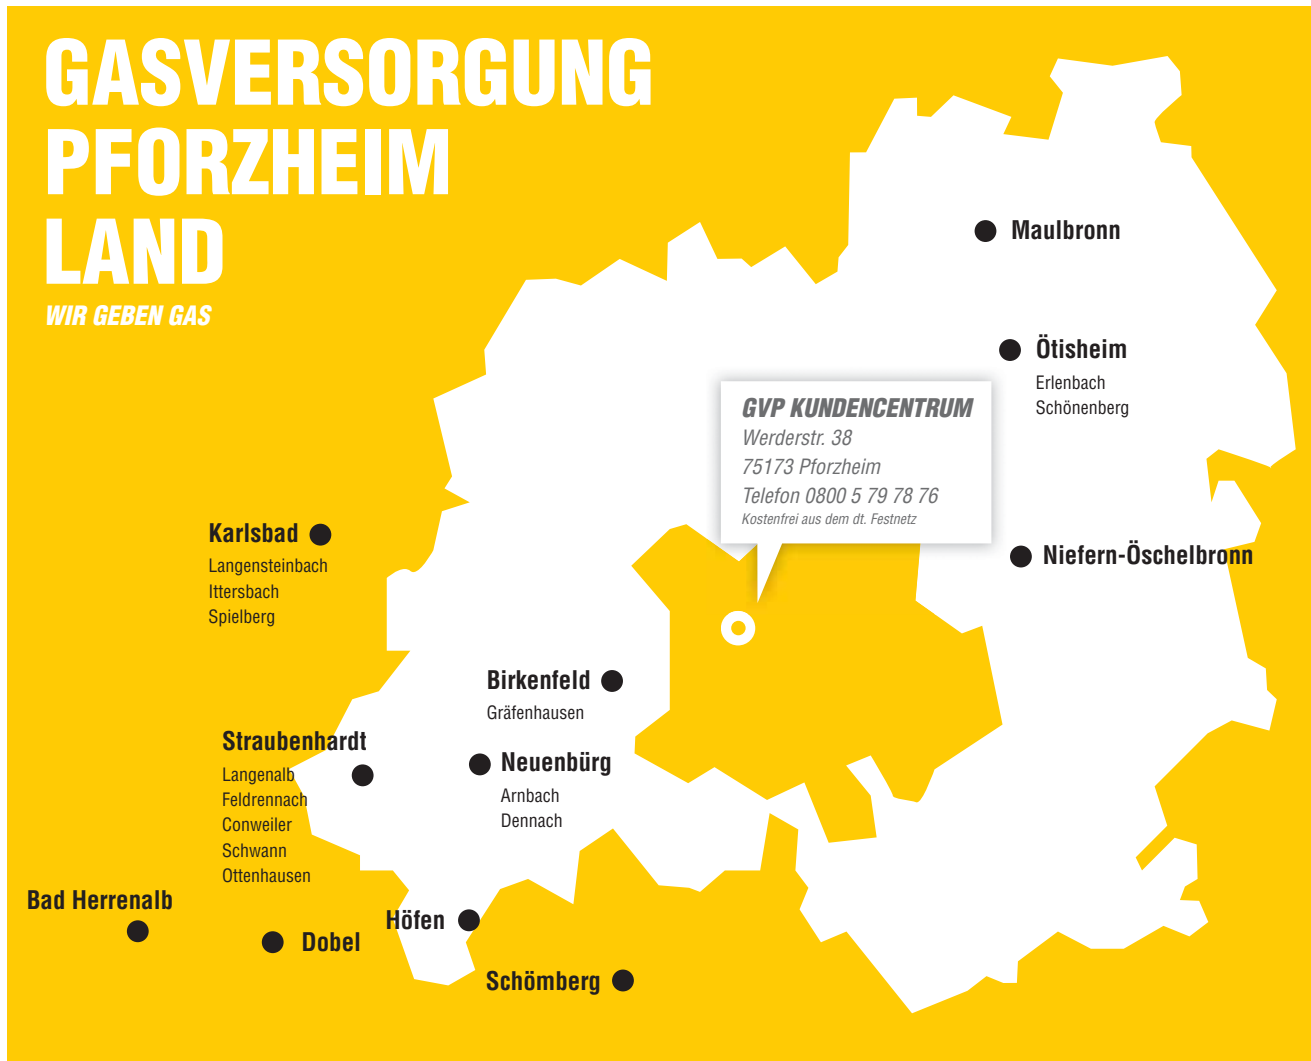 GASVERSORGUNG
PFORZHEIM
LAND
WIR GEBEN GAS
Maulbronn
Ötisheim
Erlenbach
Schönenberg
GVP KUNDENCENTRUM
Werderstr. 38
75173 Pforzheim
Telefon 0800 5 79 78 76
Kostenfrei aus dem dt. Festnetz
Karlsbad
Langensteinbach
Ittersbach
Spielberg
Niefern-Öschelbronn
Birkenfeld
Gräfenhausen
Straubenhardt
Langenalb
Feldrennach
Conweiler
Schwann
Ottenhausen
Neuenbürg
Arnbach
Dennach
Bad Herrenalb
Dobel
Höfen
Schömberg